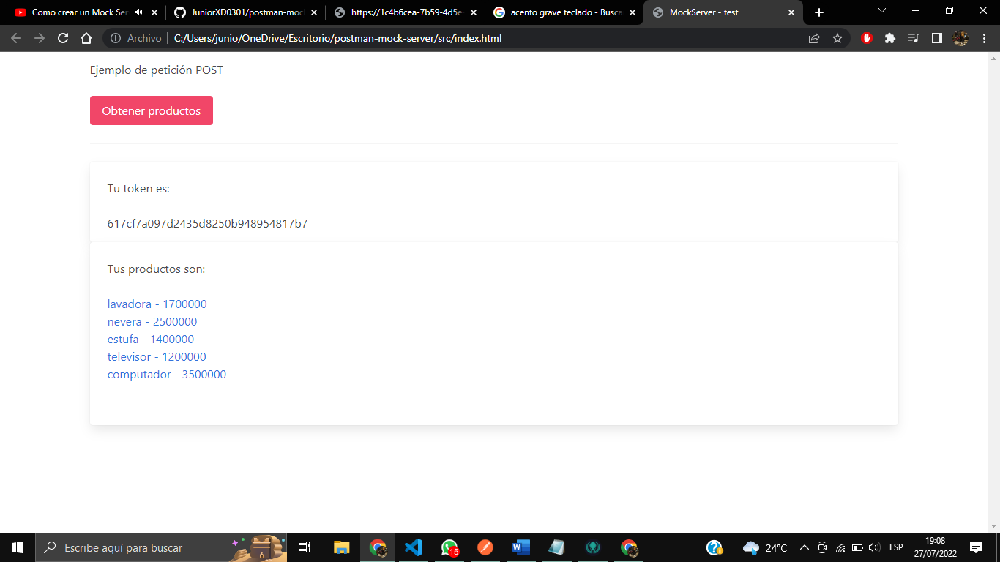 Como crear un Mock Ser
JuniorXD0301/postman-moc
https://1c4b6cea-7b59-4d5e-
acento grave teclado - Busca
MockServer - test
Archivo
C:/Users/junio/OneDrive/Escritorio/postman-mock-server/src/index.html
Ejemplo de petición POST
Obtener productos
Tu token es:
617cf7a097d2435d8250b948954817b7
Tus productos son:
lavadora - 1700000
nevera - 2500000
estufa - 1400000
televisor - 1200000
computador - 3500000
Escribe aquí para buscar
15
24°C
ESP
19:08
27/07/2022